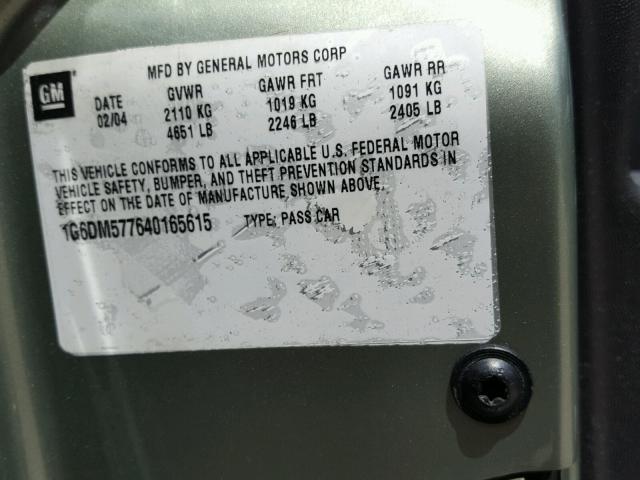 GM
MFD BY GENERAL MOTORS CORP
DATE GVWR GAWR FRT GAWR RR
02/04 2110 KG 1019 KG 1091 KG
4651 LB 2246 LB 2405 LB
THIS VEHICLE CONFORMS TO ALL APPLICABLE U.S. FEDERAL MOTOR
VEHICLE SAFETY, BUMPER, AND THEFT PREVENTION STANDARDS IN
EFFECT ON THE DATE OF MANUFACTURE SHOWN ABOVE.
1G6DM577640165615 TYPE: PASS CAR